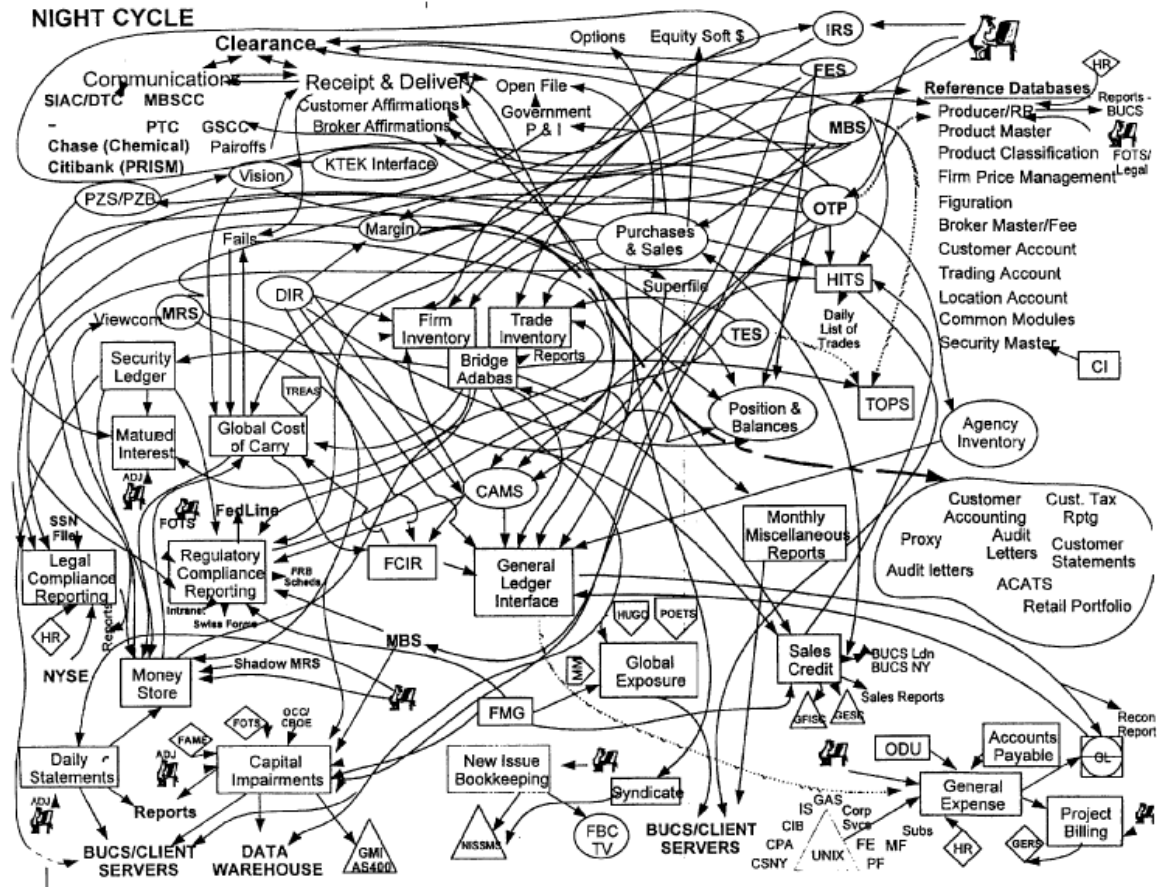 NIGHT CYCLE
Clearance
Options
Equity Soft $
IRS
FES
HR
Communications
Receipt & Delivery
Open File
SIAC/DTC
MBSCC
Customer Affirmations
Broker Affirmations
Government
P & I
–
PTC
GSCC
Chase (Chemical)
Pairoffs
Citibank (PRISM)
KTEK Interface
Vision
PZS/PZB
MBS
OTP
Reference Databases
Producer/RR
Reports -
BUCS
Product Master
Product Classification
FOTS/
Legal
Firm Price Management
Figuration
Broker Master/Fee
Customer Account
Trading Account
Location Account
Common Modules
Security Master
CI
Margin
Fails
Purchases
& Sales
Superfile
HITS
Daily
List of
Trades
DIR
MRS
Viewcom
Firm
Inventory
Trade
Inventory
Reports
Bridge
Adabas
TES
TOPS
Security
Ledger
TREAS
Matured
Interest
Global Cost
of Carry
Position &
Balances
Agency
Inventory
ADJ
FOTS
FedLine
CAMS
SSN
File
Legal
Compliance
Reporting
Regulatory
Compliance
Reporting
FRB
Scheds
Intranet
Swiss Forms
Reports
HR
NYSE
FCIR
General
Ledger
Interface
Monthly
Miscellaneous
Reports
Customer
Accounting
Cust. Tax
Rptg
Proxy
Audit
Letters
Customer
Statements
Audit letters
ACATS
Retail Portfolio
HUGO
POETS
MBS
Shadow MRS
Money
Store
MM
Global
Exposure
Sales
Credit
BUCS Ldn
BUCS NY
Sales Reports
GFISC
GESC
FMG
Recon
Report
FAME
FOTS
OCC/
CBOE
Daily
Statements
ADJ
ADJ
Capital
Impairments
Reports
New Issue
Bookkeeping
Syndicate
ODU
Accounts
Payable
GL
General
Expense
Project
Billing
GAS
IS
Corp
Svcs
CIB
Subs
CPA
FE
MF
CSNY
UNIX
PF
HR
GERS
BUCS/CLIENT
SERVERS
DATA
WAREHOUSE
GMI
AS400
NISSMS
FBC
TV
BUCS/CLIENT
SERVERS